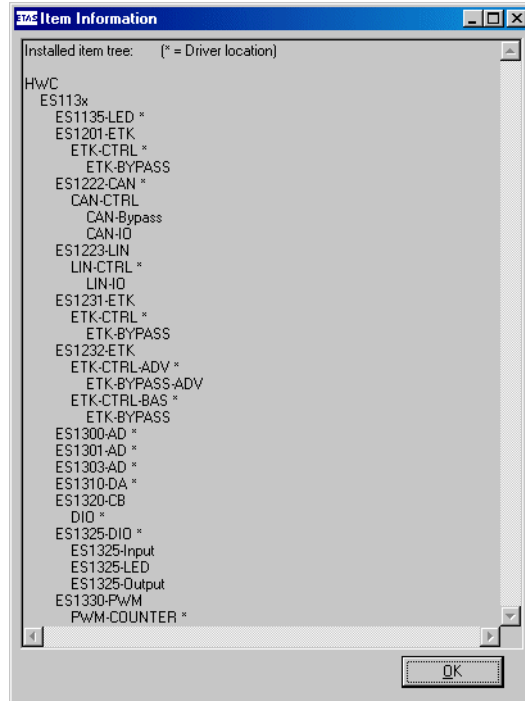 ETAS Item Information
Installed item tree: (* = Driver location)
HWC
ES113x
ES1135-LED *
ES1201-ETK
ETK-CTRL *
ETK-BYPASS
ES1222-CAN *
CAN-CTRL
CAN-Bypass
CAN-IO
ES1223-LIN
LIN-CTRL *
LIN-IO
ES1231-ETK
ETK-CTRL *
ETK-BYPASS
ES1232-ETK
ETK-CTRL-ADV *
ETK-BYPASS-ADV
ETK-CTRL-BAS *
ETK-BYPASS
ES1300-AD *
ES1301-AD *
ES1303-AD *
ES1310-DA *
ES1320-CB
DIO *
ES1325-DIO *
ES1325-Input
ES1325-LED
ES1325-Output
ES1330-PWM
PWM-COUNTER *
OK